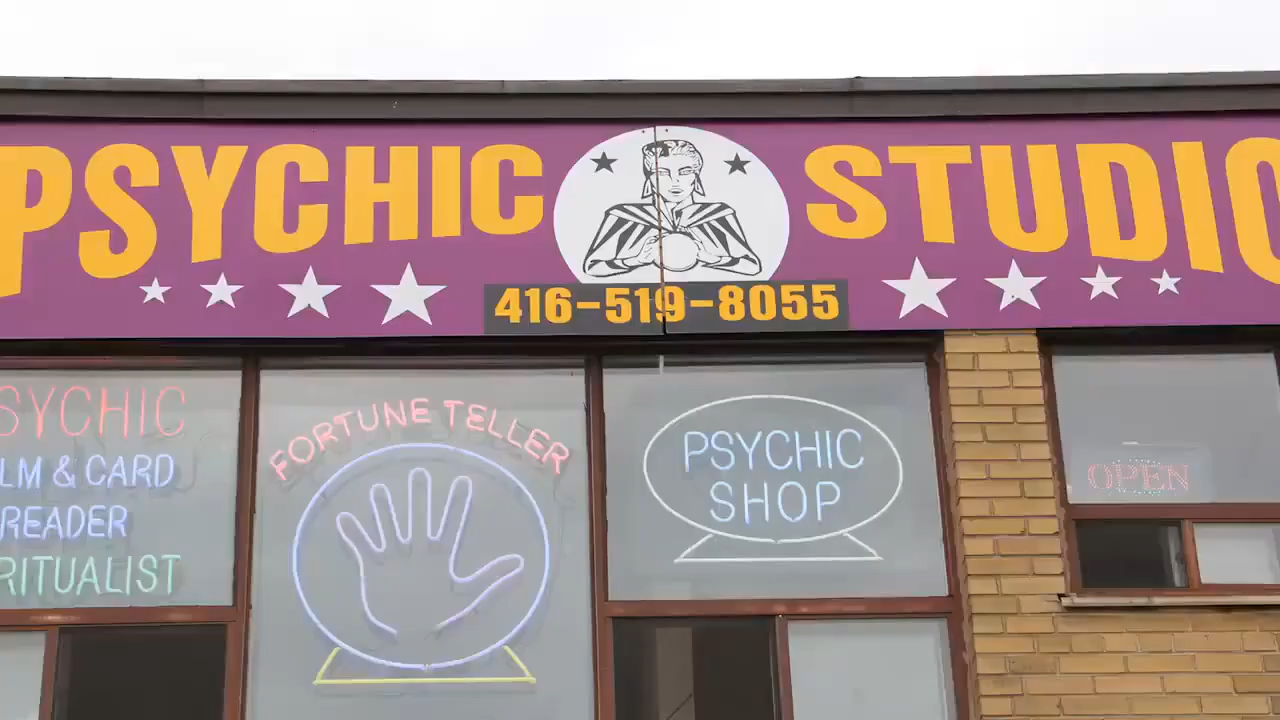 PSYCHIC STUDIO
416-519-8055
SYCHIC
LM & CARD
READER
RITUALIST
FORTUNE TELLER
PSYCHIC
SHOP
OPEN